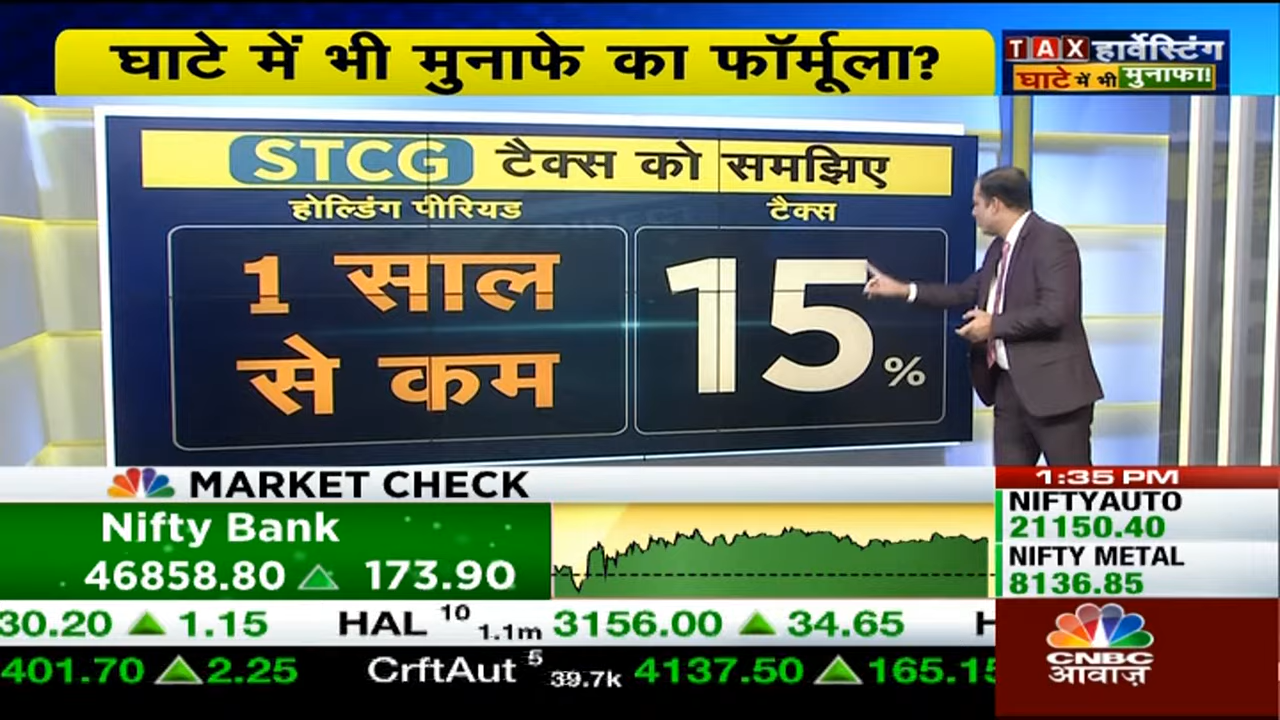 घाटे में भी मुनाफे का फॉर्मूला?
TAX हार्वेस्टिंग
घाटे में भी मुनाफा!
STCG टैक्स को समझिए
होल्डिंग पीरियड
टैक्स
1 साल
से कम
15 %
MARKET CHECK
1:35 PM
Nifty Bank
46858.80 173.90
NIFTYAUTO
21150.40
NIFTY METAL
8136.85
30.20 1.15 HAL 10 1.1m 3156.00 34.65 H
401.70 2.25 CrftAut 5 39.7k 4137.50 165.15
CNBC
आवाज़